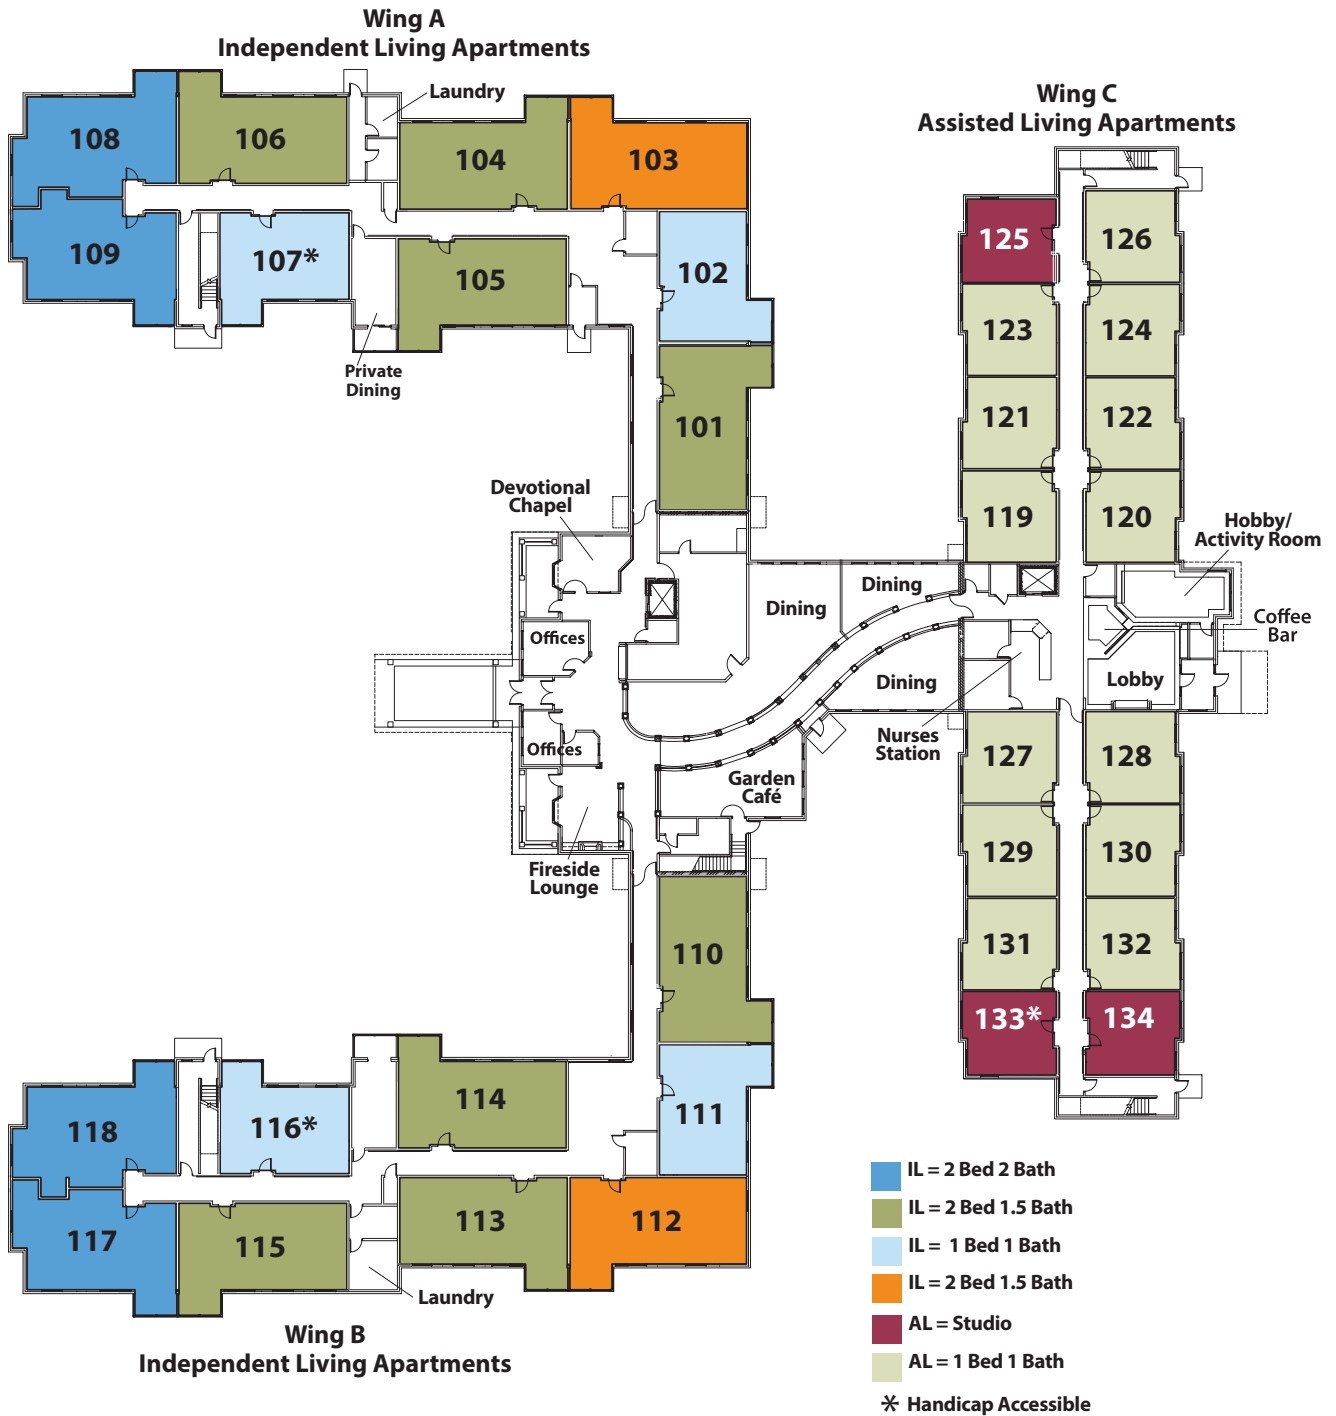 Wing A
Independent Living Apartments
Laundry
108
106
104
103
109
107*
105
102
Private
Dining
101
Wing C
Assisted Living Apartments
125
126
123
124
121
122
119
120
Devotional
Chapel
Hobby/
Activity Room
Dining
Dining
Offices
Coffee
Bar
Dining
Lobby
Offices
Nurses
Station
Garden
Café
Fireside
Lounge
127
128
129
130
131
132
133*
134
110
111
114
118
116*
117
115
113
112
Laundry
Wing B
Independent Living Apartments
IL = 2 Bed 2 Bath
IL = 2 Bed 1.5 Bath
IL = 1 Bed 1 Bath
IL = 2 Bed 1.5 Bath
AL = Studio
AL = 1 Bed 1 Bath
* Handicap Accessible